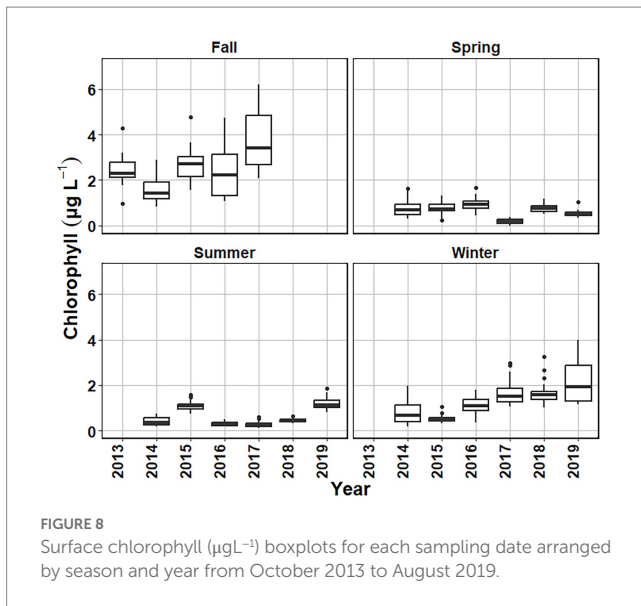 Fall
Spring
Chlorophyll (µg L⁻¹)
6
4
2
0
Summer
Winter
6
4
2
0
2013
2014
2015
2016
2017
2018
2019
2013
2014
2015
2016
2017
2018
2019
Year
FIGURE 8
Surface chlorophyll (μgL⁻¹) boxplots for each sampling date arranged
by season and year from October 2013 to August 2019.